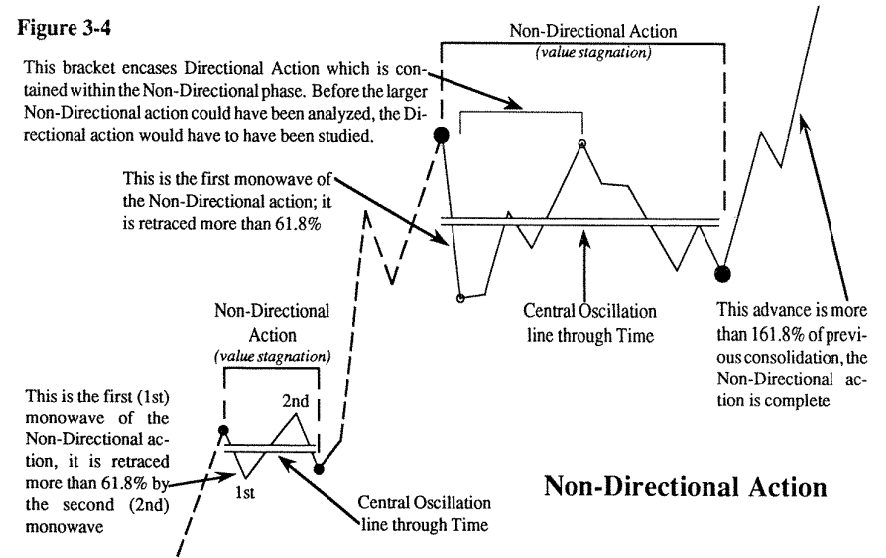 Figure 3-4
Non-Directional Action
(value stagnation)
This bracket encases Directional Action which is con-
tained within the Non-Directional phase. Before the larger
Non-Directional action could have been analyzed, the Di-
rectional action would have to have been studied.
This is the first monowave of
the Non-Directional action; it
is retraced more than 61.8%
Non-Directional
Action
(value stagnation)
Central Oscillation
line through Time
This advance is more
than 161.8% of previ-
ous consolidation, the
Non-Directional ac-
tion is complete
This is the first (1st)
monowave of the
Non-Directional ac-
tion, it is retraced
more than 61.8% by
the second (2nd)
monowave
2nd
1st
Central Oscillation
line through Time
Non-Directional Action